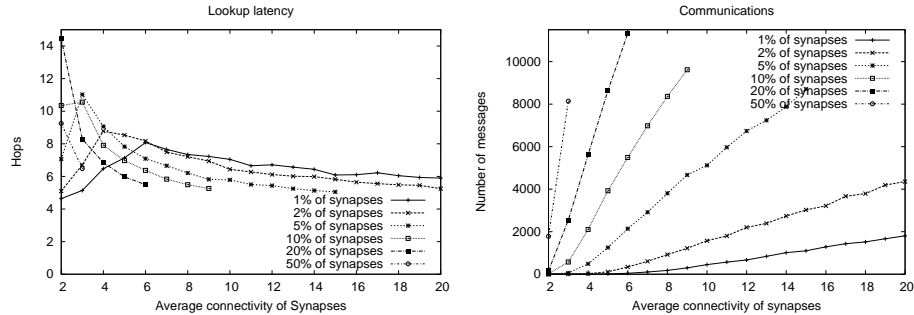 Lookup latency
14
12
10
8
6
4
2
0
Hops
1% of synapses
2% of synapses
5% of synapses
10% of synapses
20% of synapses
50% of synapses
2 4 6 8 10 12 14 16 18 20
Average connectivity of Synapses
Communications
10000
8000
6000
4000
2000
0
Number of messages
1% of synapses
2% of synapses
5% of synapses
10% of synapses
20% of synapses
50% of synapses
2 4 6 8 10 12 14 16 18 20
Average connectivity of synapses